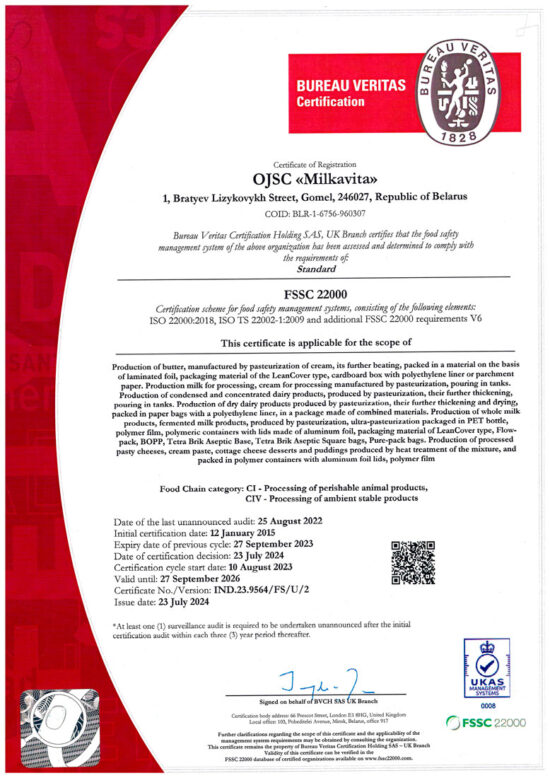 BUREAU VERITAS
Certification
BUREAU VERITAS
1828
Certificate of Registration
OJSC «Milkavita»
1, Bratyev Lizykovykh Street, Gomel, 246027, Republic of Belarus
COID: BLR-1-6756-960307
Bureau Veritas Certification Holding SAS, UK Branch certifies that the food safety
management system of the above organization has been assessed and determined to comply with
the requirements of:
Standard
FSSC 22000
Certification scheme for food safety management systems, consisting of the following elements:
ISO 22000:2018, ISO TS 22002-1:2009 and additional FSSC 22000 requirements V6
This certificate is applicable for the scope of
Production of butter, manufactured by pasteurization of cream, its further beating, packed in a material on the basis
of laminated foil, packaging material of the LeanCover type, cardboard box with polyethylene liner or parchment
paper. Production milk for processing, cream for processing manufactured by pasteurization, pouring in tanks.
Production of condensed and concentrated dairy products, produced by pasteurization, their further thickening,
pouring in tanks. Production of dry dairy products produced by pasteurization, their further thickening and drying,
packed in paper bags with a polyethylene liner, in a package made of combined materials. Production of whole milk
products, fermented milk products, produced by pasteurization, ultra-pasteurization packaged in PET bottle,
polymer film, polymeric containers with lids made of aluminum foil, packaging material of LeanCover type, Flow-
pack, BOPP, Tetra Brik Aseptic Base, Tetra Brik Aseptic Square bags, Pure-pack bags. Production of processed
pasty cheeses, cream paste, cottage cheese desserts and puddings produced by heat treatment of the mixture, and
packed in polymer containers with aluminum foil lids, polymer film
Food Chain category: CI - Processing of perishable animal products,
CIV - Processing of ambient stable products
Date of the last unannounced audit: 25 August 2022
Initial certification date: 12 January 2015
Expiry date of previous cycle: 27 September 2023
Date of certification decision: 23 July 2024
Certification cycle start date: 10 August 2023
Valid until: 27 September 2026
Certificate No./Version: IND.23.9564/FS/U/2
Issue date: 23 July 2024
*At least one (1) surveillance audit is required to be undertaken unannounced after the initial
certification audit within each three (3) year period thereafter.
Signed on behalf of BVCH SAS UK Branch
Certification body address: 66 Prescot Street, London E1 8HG, United Kingdom
Local office: 103, Pobediteley Avenue, Minsk, Belarus, office 917
Further clarifications regarding the scope of this certificate and the applicability of the
management system requirements may be obtained by consulting the organization.
This certificate remains the property of Bureau Veritas Certification Holding SAS – UK Branch
Validity of this certificate can be verified in the
FSSC 22000 database of certified organizations available on www.fssc22000.com.
UKAS
MANAGEMENT
SYSTEMS
0008
FSSC 22000